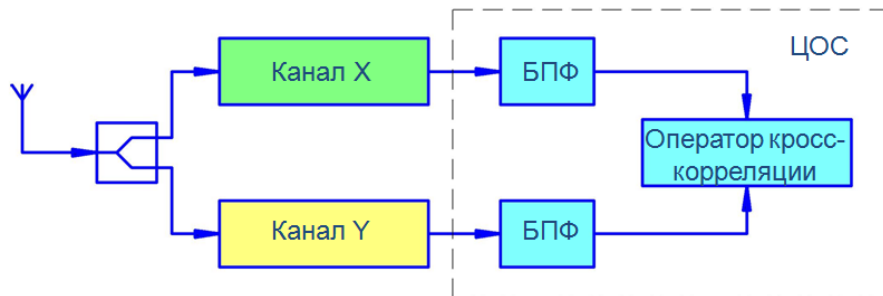 ЦОС
Канал X
БПФ
Оператор кросс-
корреляции
Канал Y
БПФ